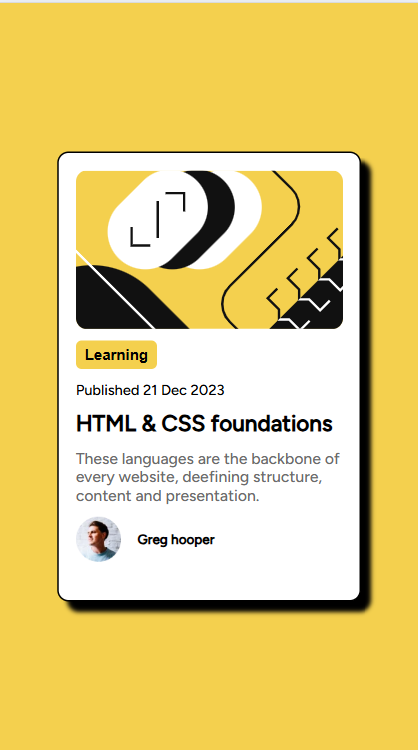 Learning
Published 21 Dec 2023
HTML & CSS foundations
These languages are the backbone of
every website, deefining structure,
content and presentation.
Greg hooper